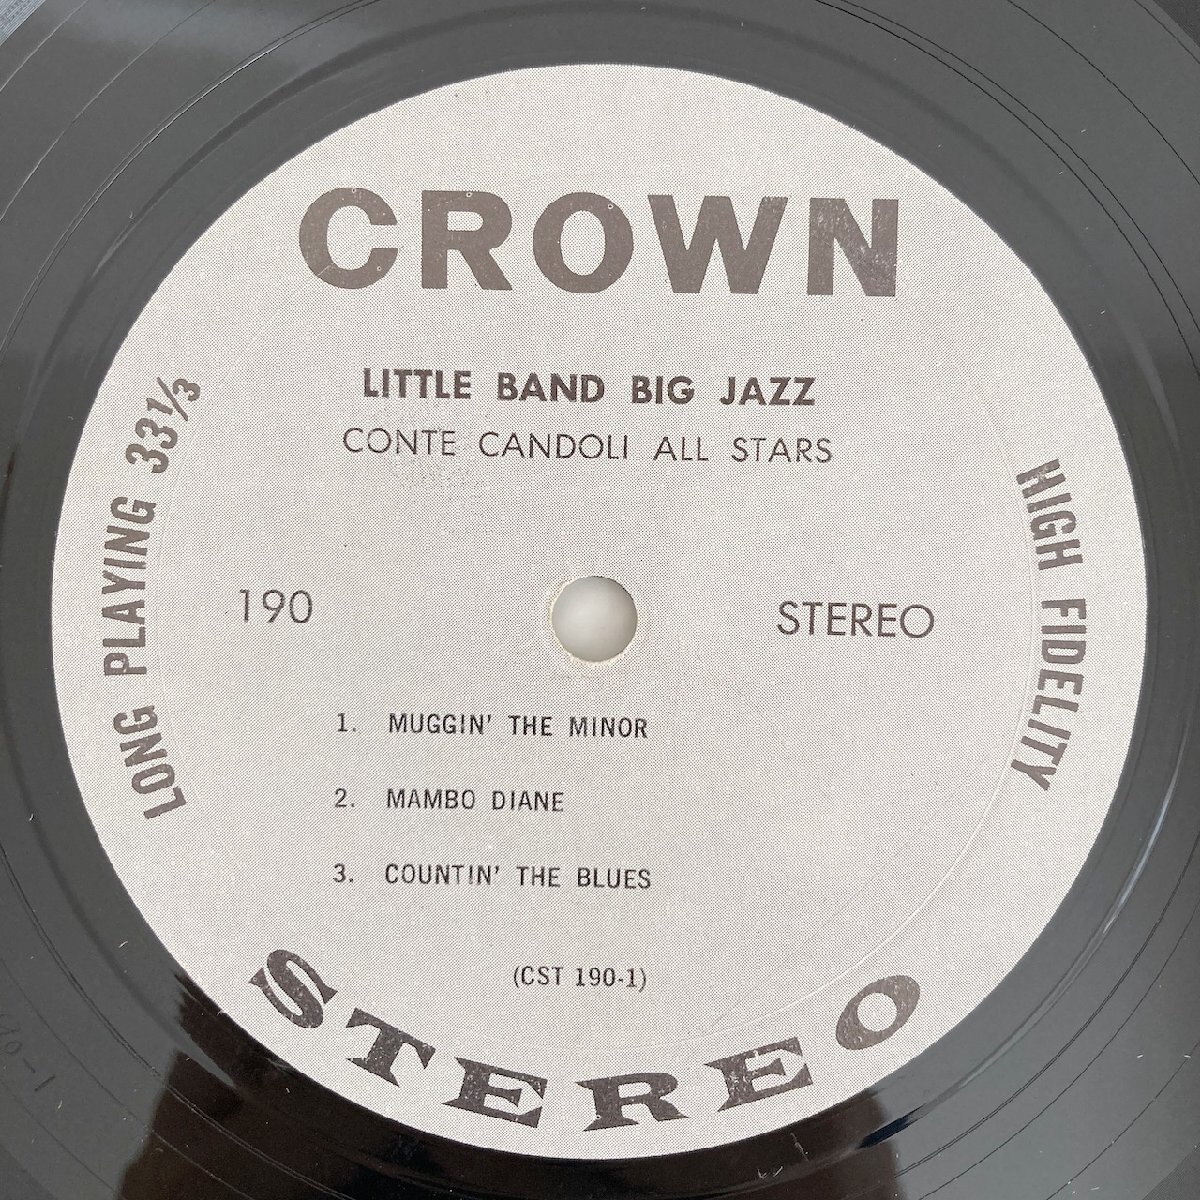 CROWN
LITTLE BAND BIG JAZZ
CONTE CANDOLI ALL STARS
LONG PLAYING 33⅓
HIGH FIDELITY
190
STEREO
1. MUGGIN' THE MINOR
2. MAMBO DIANE
3. COUNTIN' THE BLUES
(CST 190-1)
STEREO